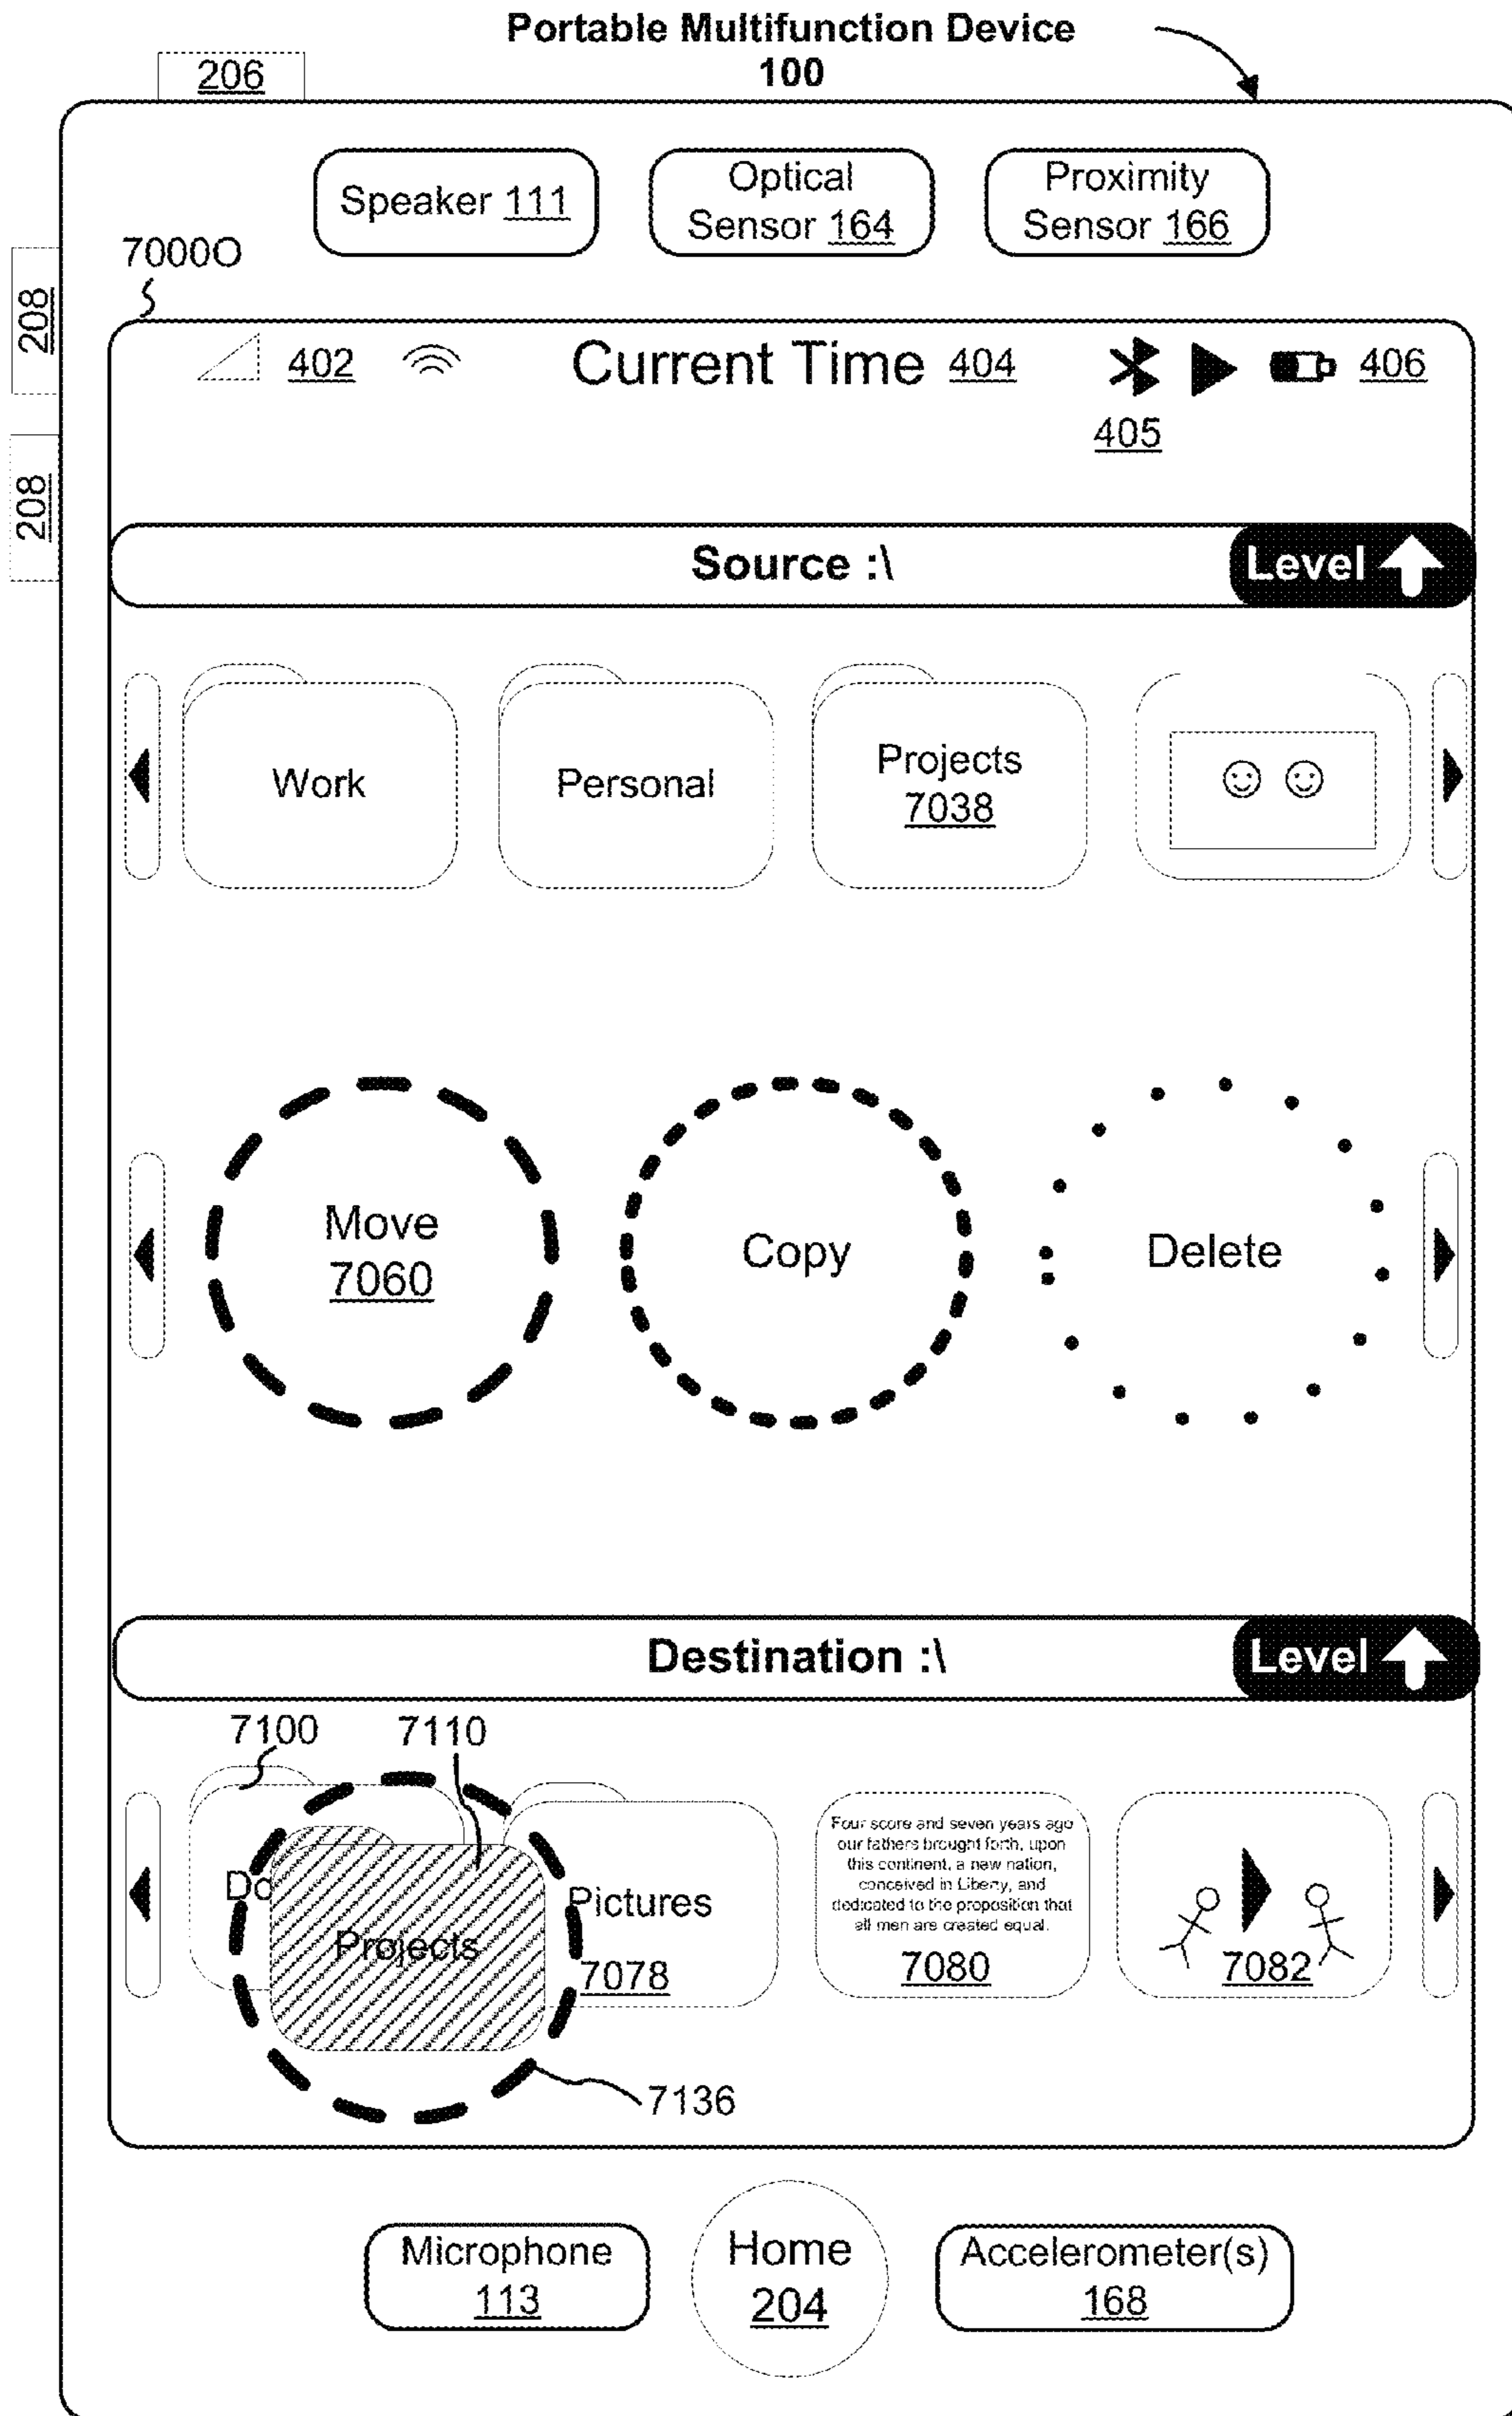 Portable Multifunction Device
100
206
Speaker 111
Optical
Sensor 164
Proximity
Sensor 166
7000O
208
208
402
Current Time 404
406
405
Source :\
Level
Work
Personal
Projects
7038
Move
7060
Copy
Delete
Destination :\
Level
7100
7110
Do
Projects
Pictures
7078
Four score and seven years ago
our fathers brought forth, upon
this continent, a new nation,
conceived in Liberty, and
dedicated to the proposition that
all men are created equal.
7080
7082
7136
Microphone
113
Home
204
Accelerometer(s)
168